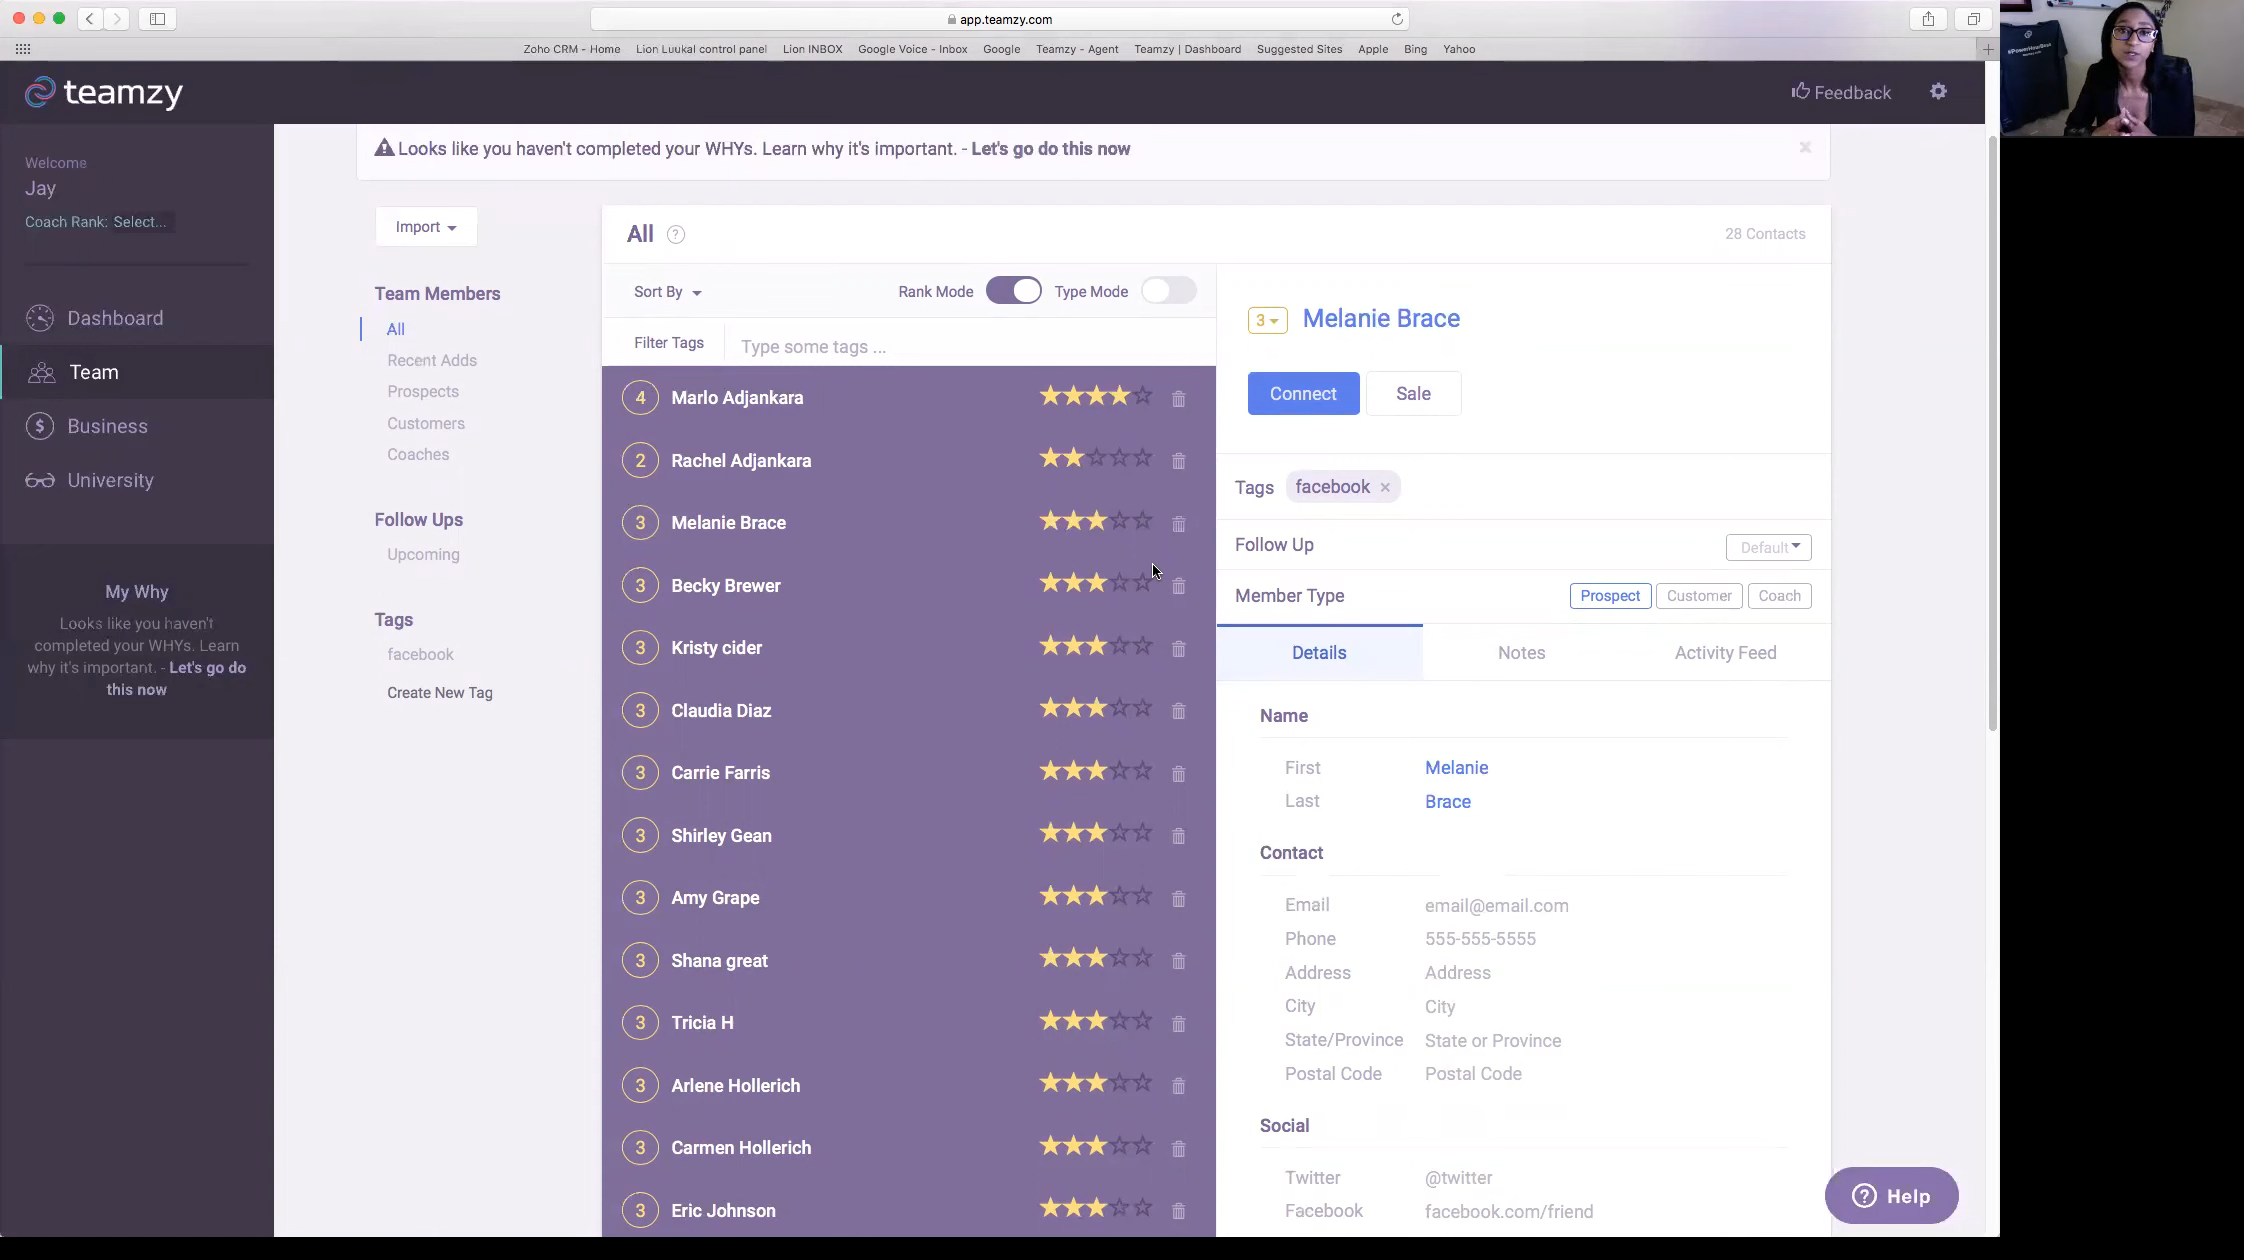 app.teamzy.com
Zoho CRM - Home
Lion Luukal control panel
Lion INBOX
Google Voice - Inbox
Google
Teamzy - Agent
Teamzy | Dashboard
Suggested Sites
Apple
Bing
Yahoo
teamzy
Feedback
Welcome
Jay
Coach Rank: Select...
Dashboard
Team
Business
University
My Why
Looks like you haven't
completed your WHYs. Learn
why it's important. - Let's go do
this now
Looks like you haven't completed your WHYs. Learn why it's important. - Let's go do this now
Import
Team Members
All
Recent Adds
Prospects
Customers
Coaches
Follow Ups
Upcoming
Tags
facebook
Create New Tag
All
28 Contacts
Sort By
Rank Mode
Type Mode
Filter Tags
Type some tags ...
4 Marlo Adjankara
2 Rachel Adjankara
3 Melanie Brace
3 Becky Brewer
3 Kristy cider
3 Claudia Diaz
3 Carrie Farris
3 Shirley Gean
3 Amy Grape
3 Shana great
3 Tricia H
3 Arlene Hollerich
3 Carmen Hollerich
3 Eric Johnson
3 Melanie Brace
Connect
Sale
Tags facebook
Follow Up
Default
Member Type
Prospect
Customer
Coach
Details
Notes
Activity Feed
Name
First Melanie
Last Brace
Contact
Email email@email.com
Phone 555-555-5555
Address Address
City City
State/Province State or Province
Postal Code Postal Code
Social
Twitter @twitter
Facebook facebook.com/friend
Help